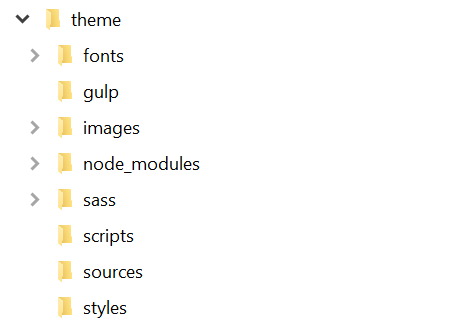 theme
fonts
gulp
images
node_modules
sass
scripts
sources
styles